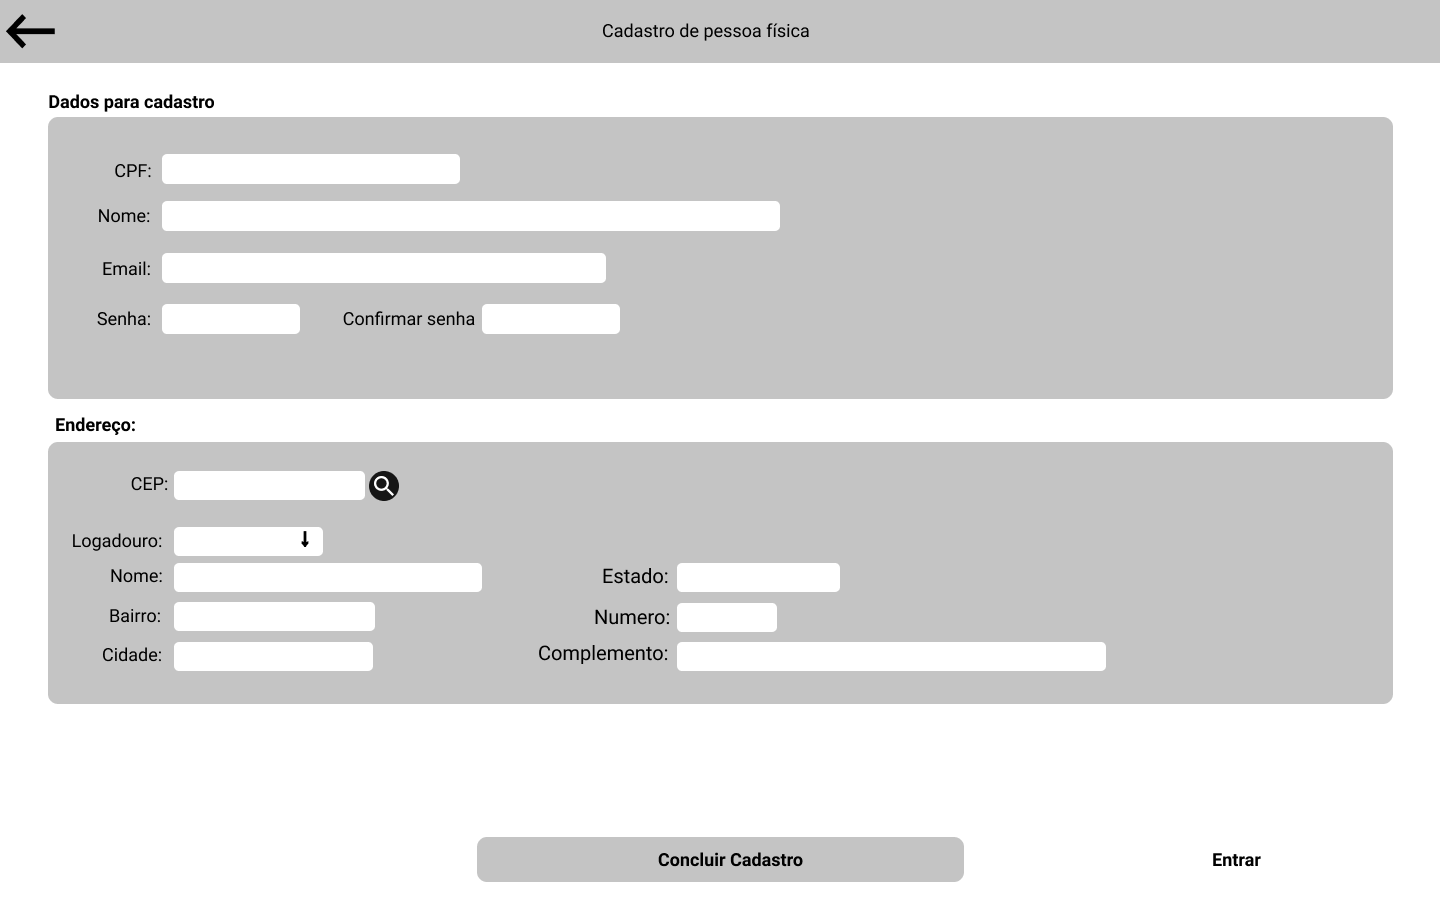 Cadastro de pessoa física
Dados para cadastro
CPF:
Nome:
Email:
Senha: Confirmar senha
Endereço:
CEP:
Logadouro:
Nome: Estado:
Bairro: Numero:
Cidade: Complemento:
Concluir Cadastro Entrar